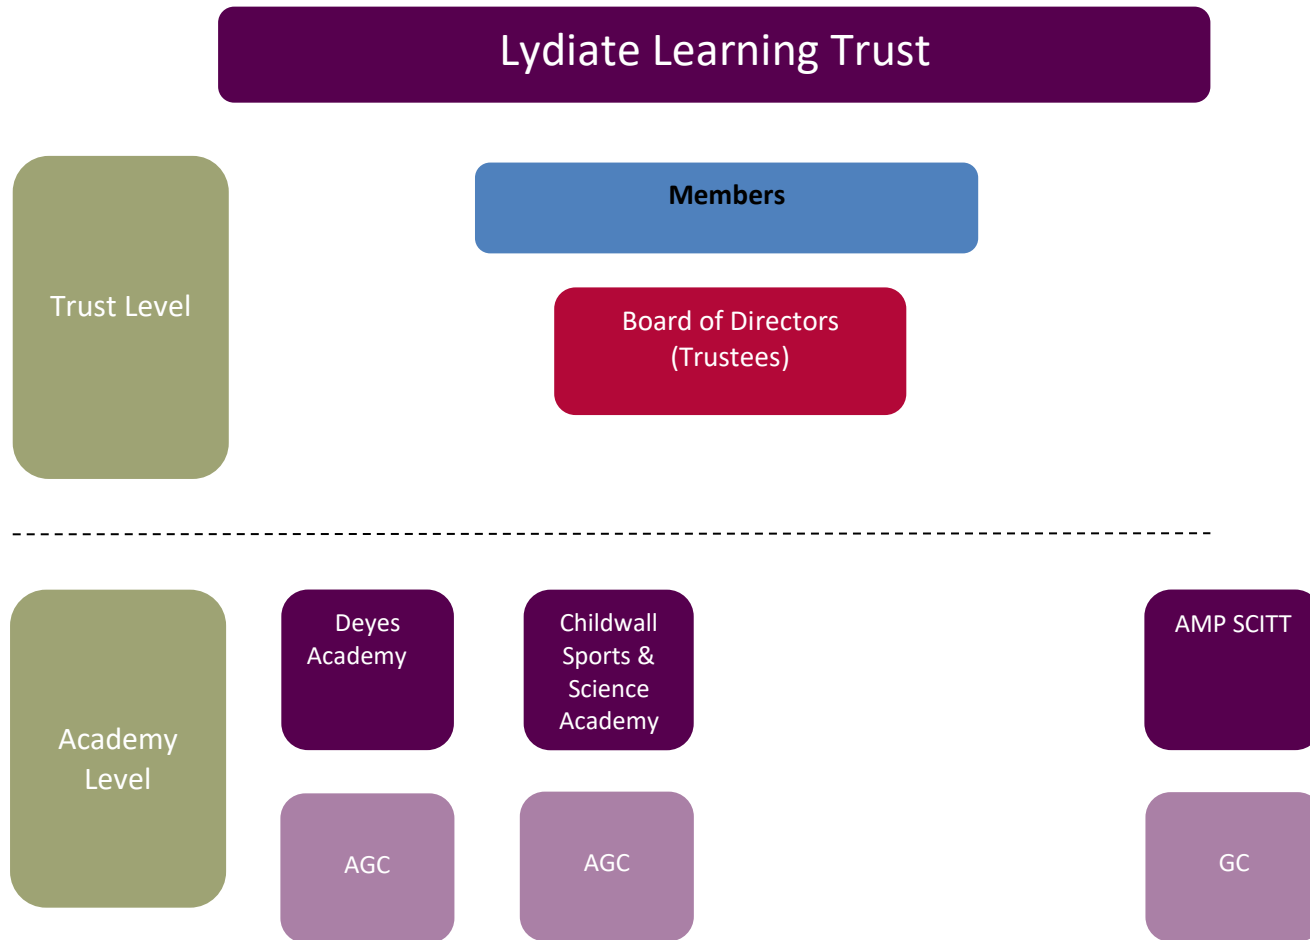 Lydiate Learning Trust
Members
Trust Level
Board of Directors
(Trustees)
Deyes
Academy
Childwall
Sports &
Science
Academy
AMP SCITT
Academy
Level
AGC
AGC
GC